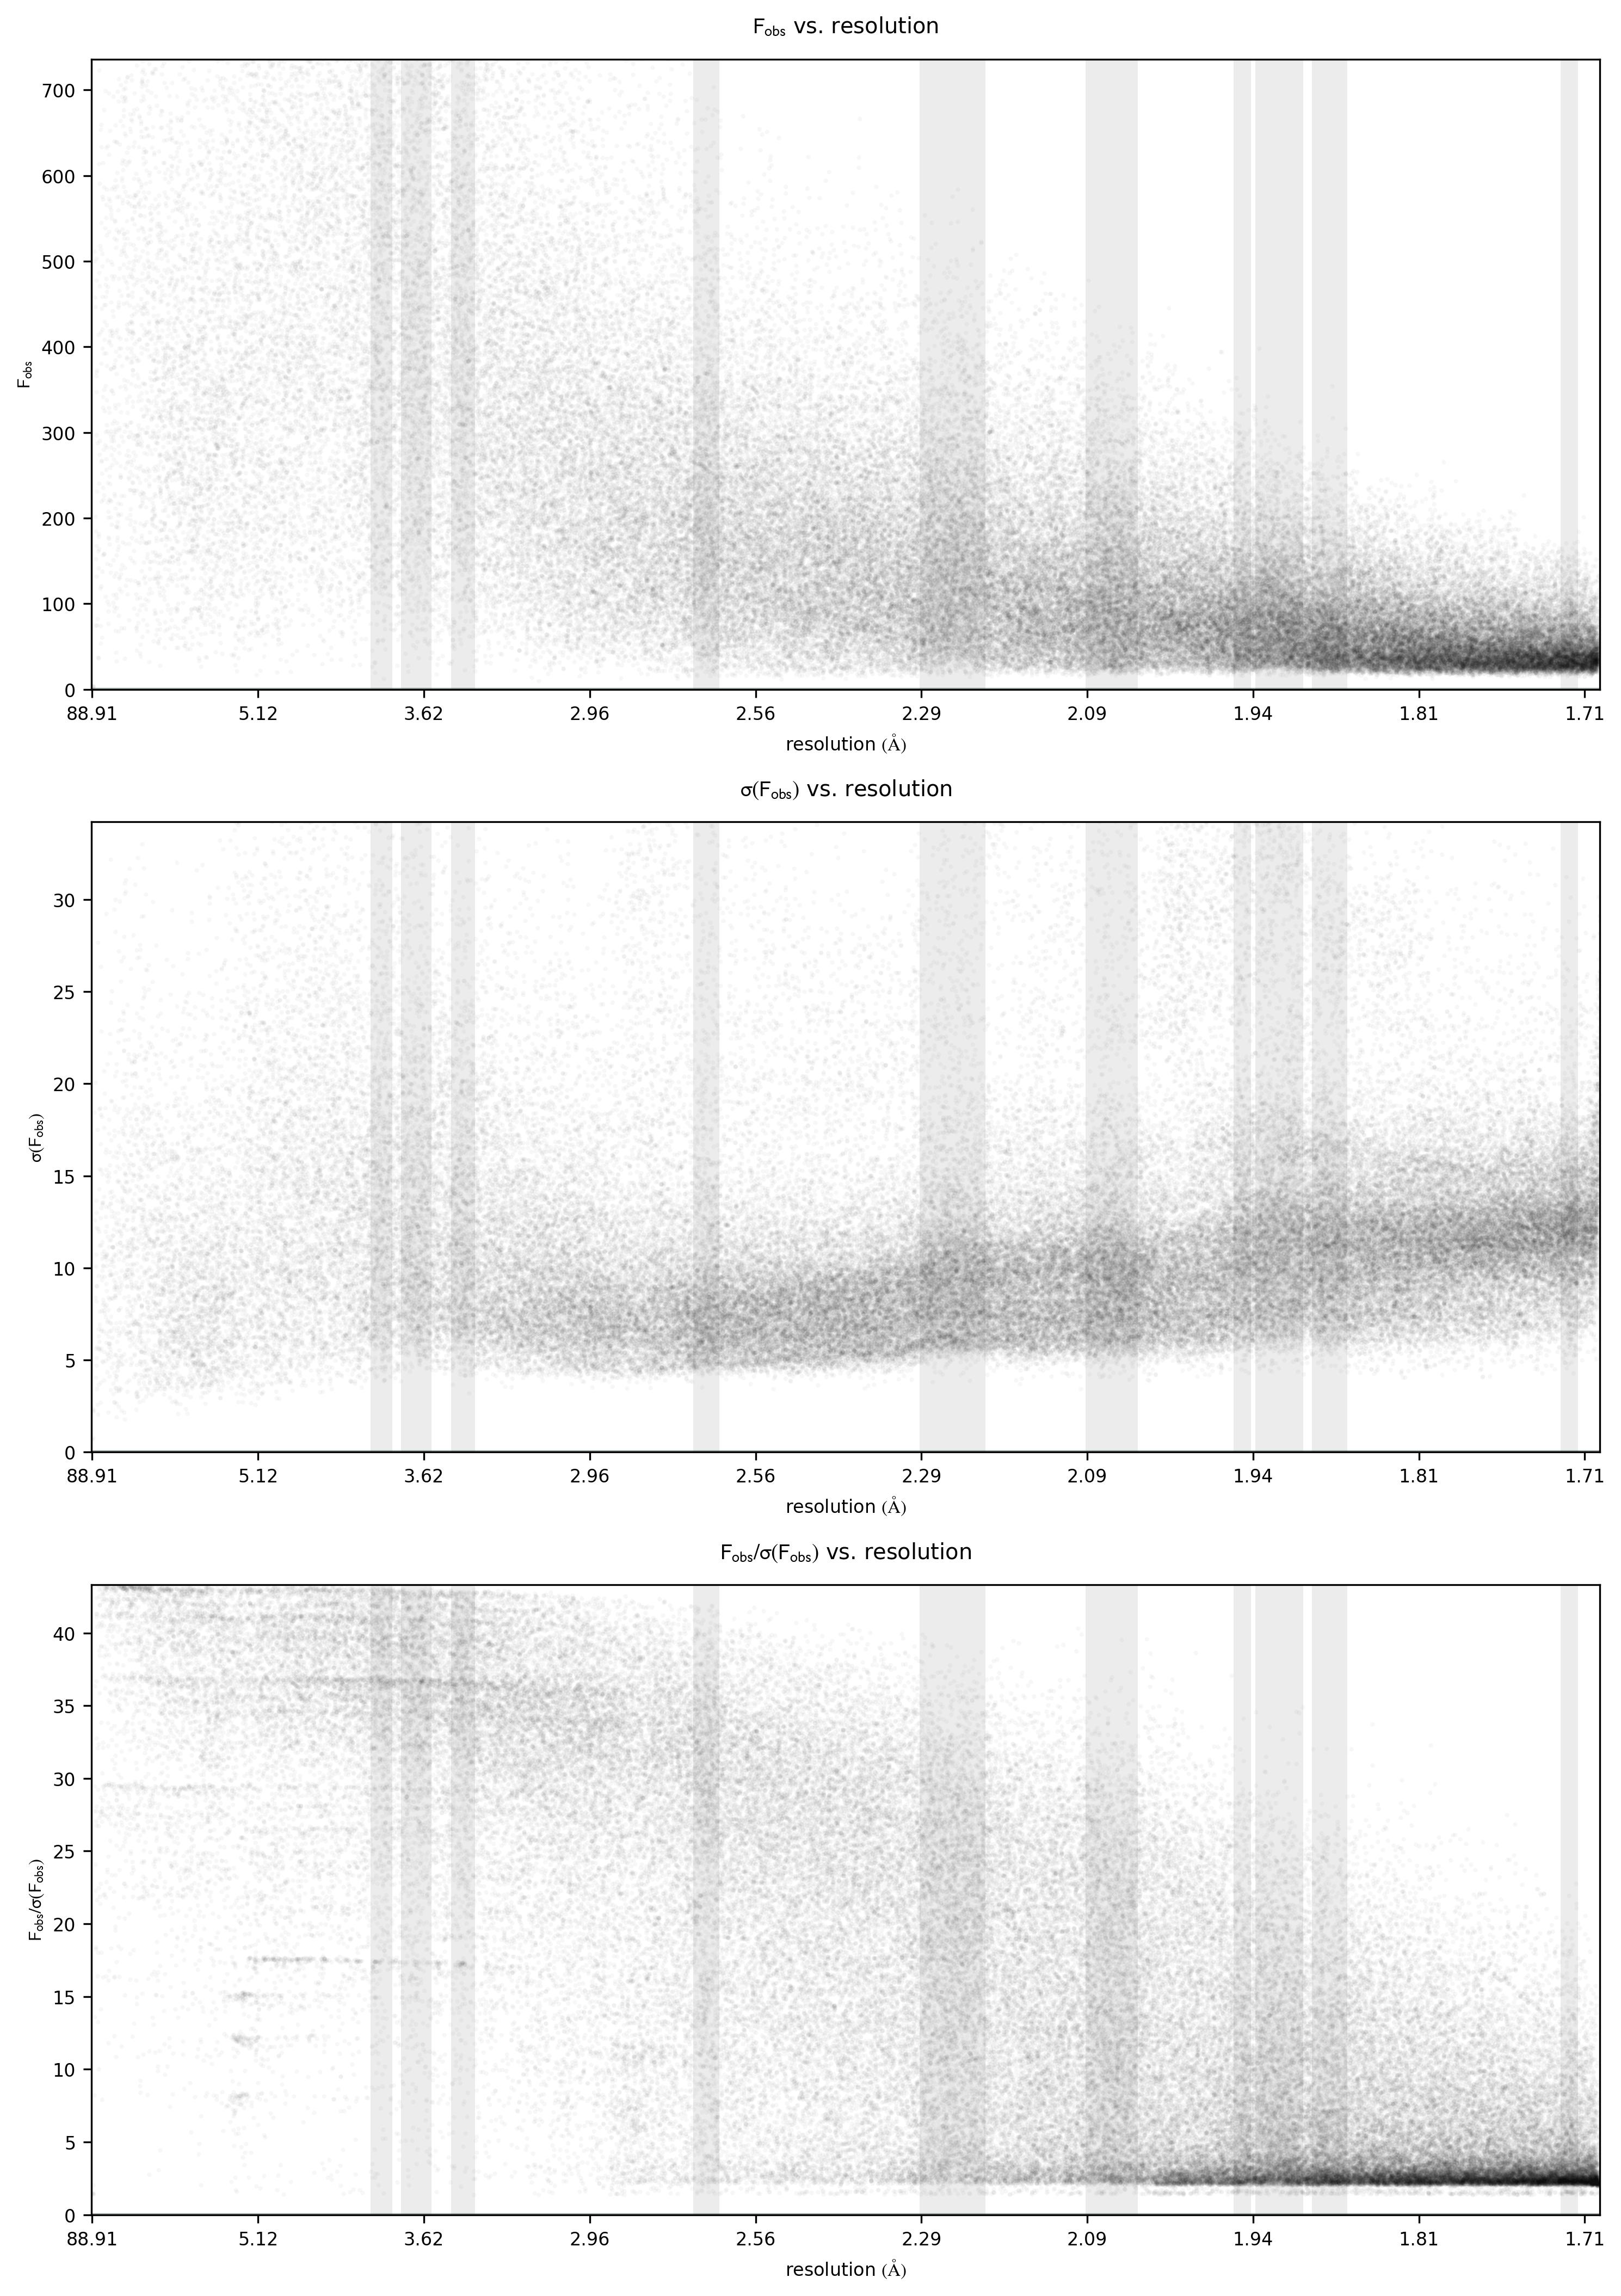 Fobs vs. resolution
700
600
500
400
300
200
100
0
Fobs
88.91 5.12 3.62 2.96 2.56 2.29 2.09 1.94 1.81 1.71
resolution (Å)
σ(Fobs) vs. resolution
30
25
20
15
10
5
0
σ(Fobs)
88.91 5.12 3.62 2.96 2.56 2.29 2.09 1.94 1.81 1.71
resolution (Å)
Fobs/σ(Fobs) vs. resolution
40
35
30
25
20
15
10
5
0
Fobs/σ(Fobs)
88.91 5.12 3.62 2.96 2.56 2.29 2.09 1.94 1.81 1.71
resolution (Å)